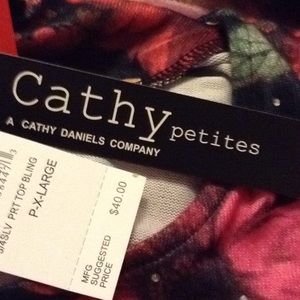 Cathy petites
A CATHY DANIELS COMPANY
3/4SLV PRT TOP BLING
P-X-LARGE
$40.00
MFG
SUGGESTED
PRICE